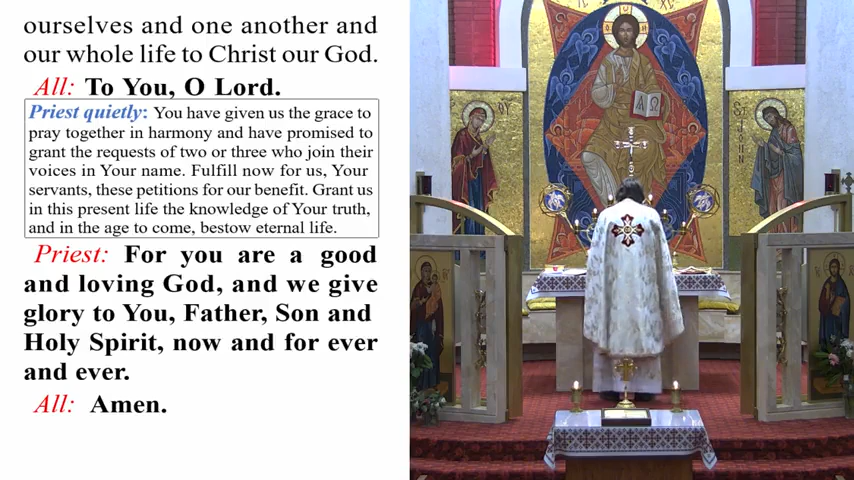 ourselves and one another and
our whole life to Christ our God.
All: To You, O Lord.
Priest quietly: You have given us the grace to
pray together in harmony and have promised to
grant the requests of two or three who join their
voices in Your name. Fulfill now for us, Your
servants, these petitions for our benefit. Grant us
in this present life the knowledge of Your truth,
and in the age to come, bestow eternal life.
Priest: For you are a good
and loving God, and we give
glory to You, Father, Son and
Holy Spirit, now and for ever
and ever.
All: Amen.
Α Ω